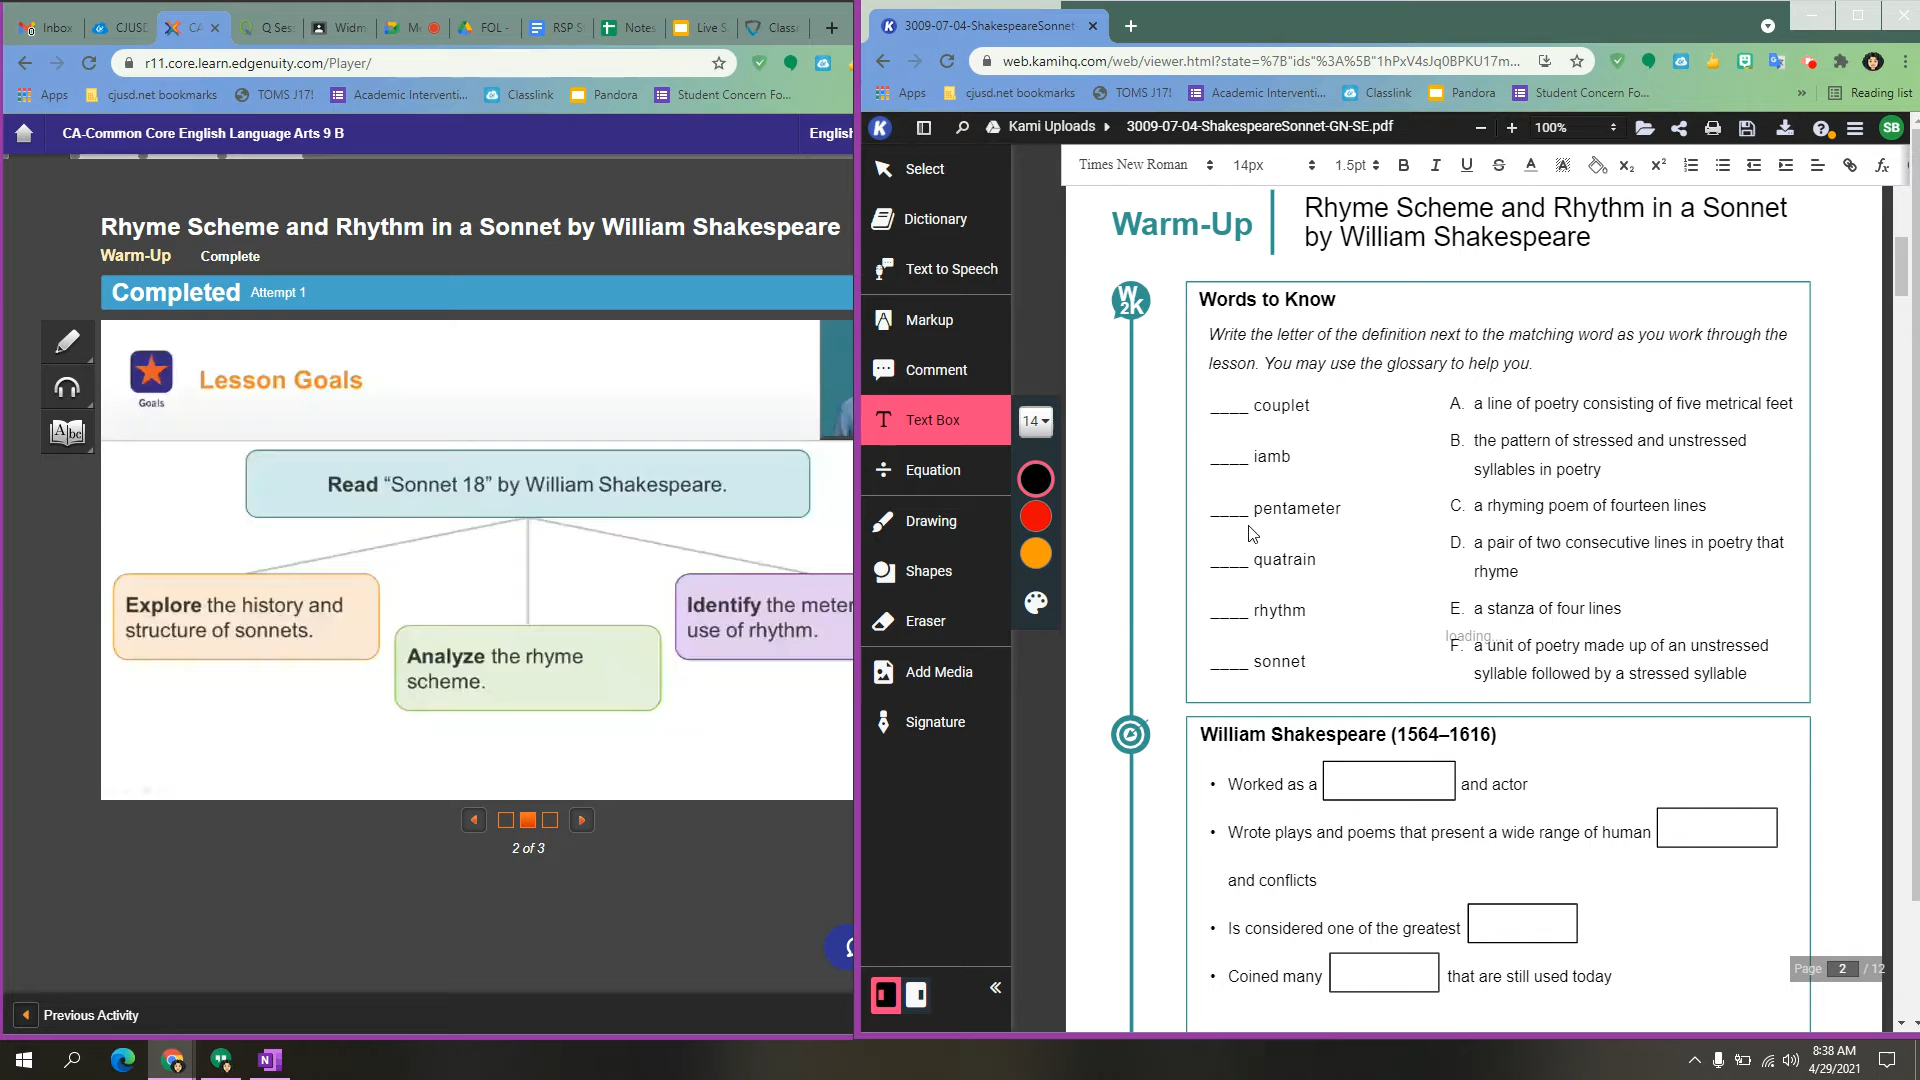 Inbox
CJUSD
CA
Q Ses
Widm
M
FOL -
RSP S
Notes
Live S
Classi
r11.core.learn.edgenuity.com/Player/
Apps
cjusd.net bookmarks
TOMS J17!
Academic Interventi...
Classlink
Pandora
Student Concern Fo...
CA-Common Core English Language Arts 9 B
English
Rhyme Scheme and Rhythm in a Sonnet by William Shakespeare
Warm-Up Complete
Completed Attempt 1
Abc
Goals
Lesson Goals
Read “Sonnet 18” by William Shakespeare.
Explore the history and
structure of sonnets.
Analyze the rhyme
scheme.
Identify the meter
use of rhythm.
2 of 3
Previous Activity
3009-07-04-ShakespeareSonnet-
web.kamihq.com/web/viewer.html?state=%7B"ids"%3A%5B"1hPxV4sJq0BPKU17m...
Apps
cjusd.net bookmarks
TOMS J17!
Academic Interventi...
Classlink
Pandora
Student Concern Fo...
»
Reading list
K
Kami Uploads
3009-07-04-ShakespeareSonnet-GN-SE.pdf
100%
SB
Times New Roman 14px 1.5pt B I U S A
Select
Dictionary
Text to Speech
Markup
Comment
Text Box
14
Equation
Drawing
Shapes
Eraser
Add Media
Signature
Warm-Up
Rhyme Scheme and Rhythm in a Sonnet
by William Shakespeare
W
2K
Words to Know
Write the letter of the definition next to the matching word as you work through the
lesson. You may use the glossary to help you.
____ couplet
____ iamb
____ pentameter
____ quatrain
____ rhythm
____ sonnet
A. a line of poetry consisting of five metrical feet
B. the pattern of stressed and unstressed
syllables in poetry
C. a rhyming poem of fourteen lines
D. a pair of two consecutive lines in poetry that
rhyme
E. a stanza of four lines
loading...
F. a unit of poetry made up of an unstressed
syllable followed by a stressed syllable
William Shakespeare (1564–1616)
• Worked as a and actor
• Wrote plays and poems that present a wide range of human
and conflicts
• Is considered one of the greatest
• Coined many that are still used today
Page 2 / 12
8:38 AM
4/29/2021